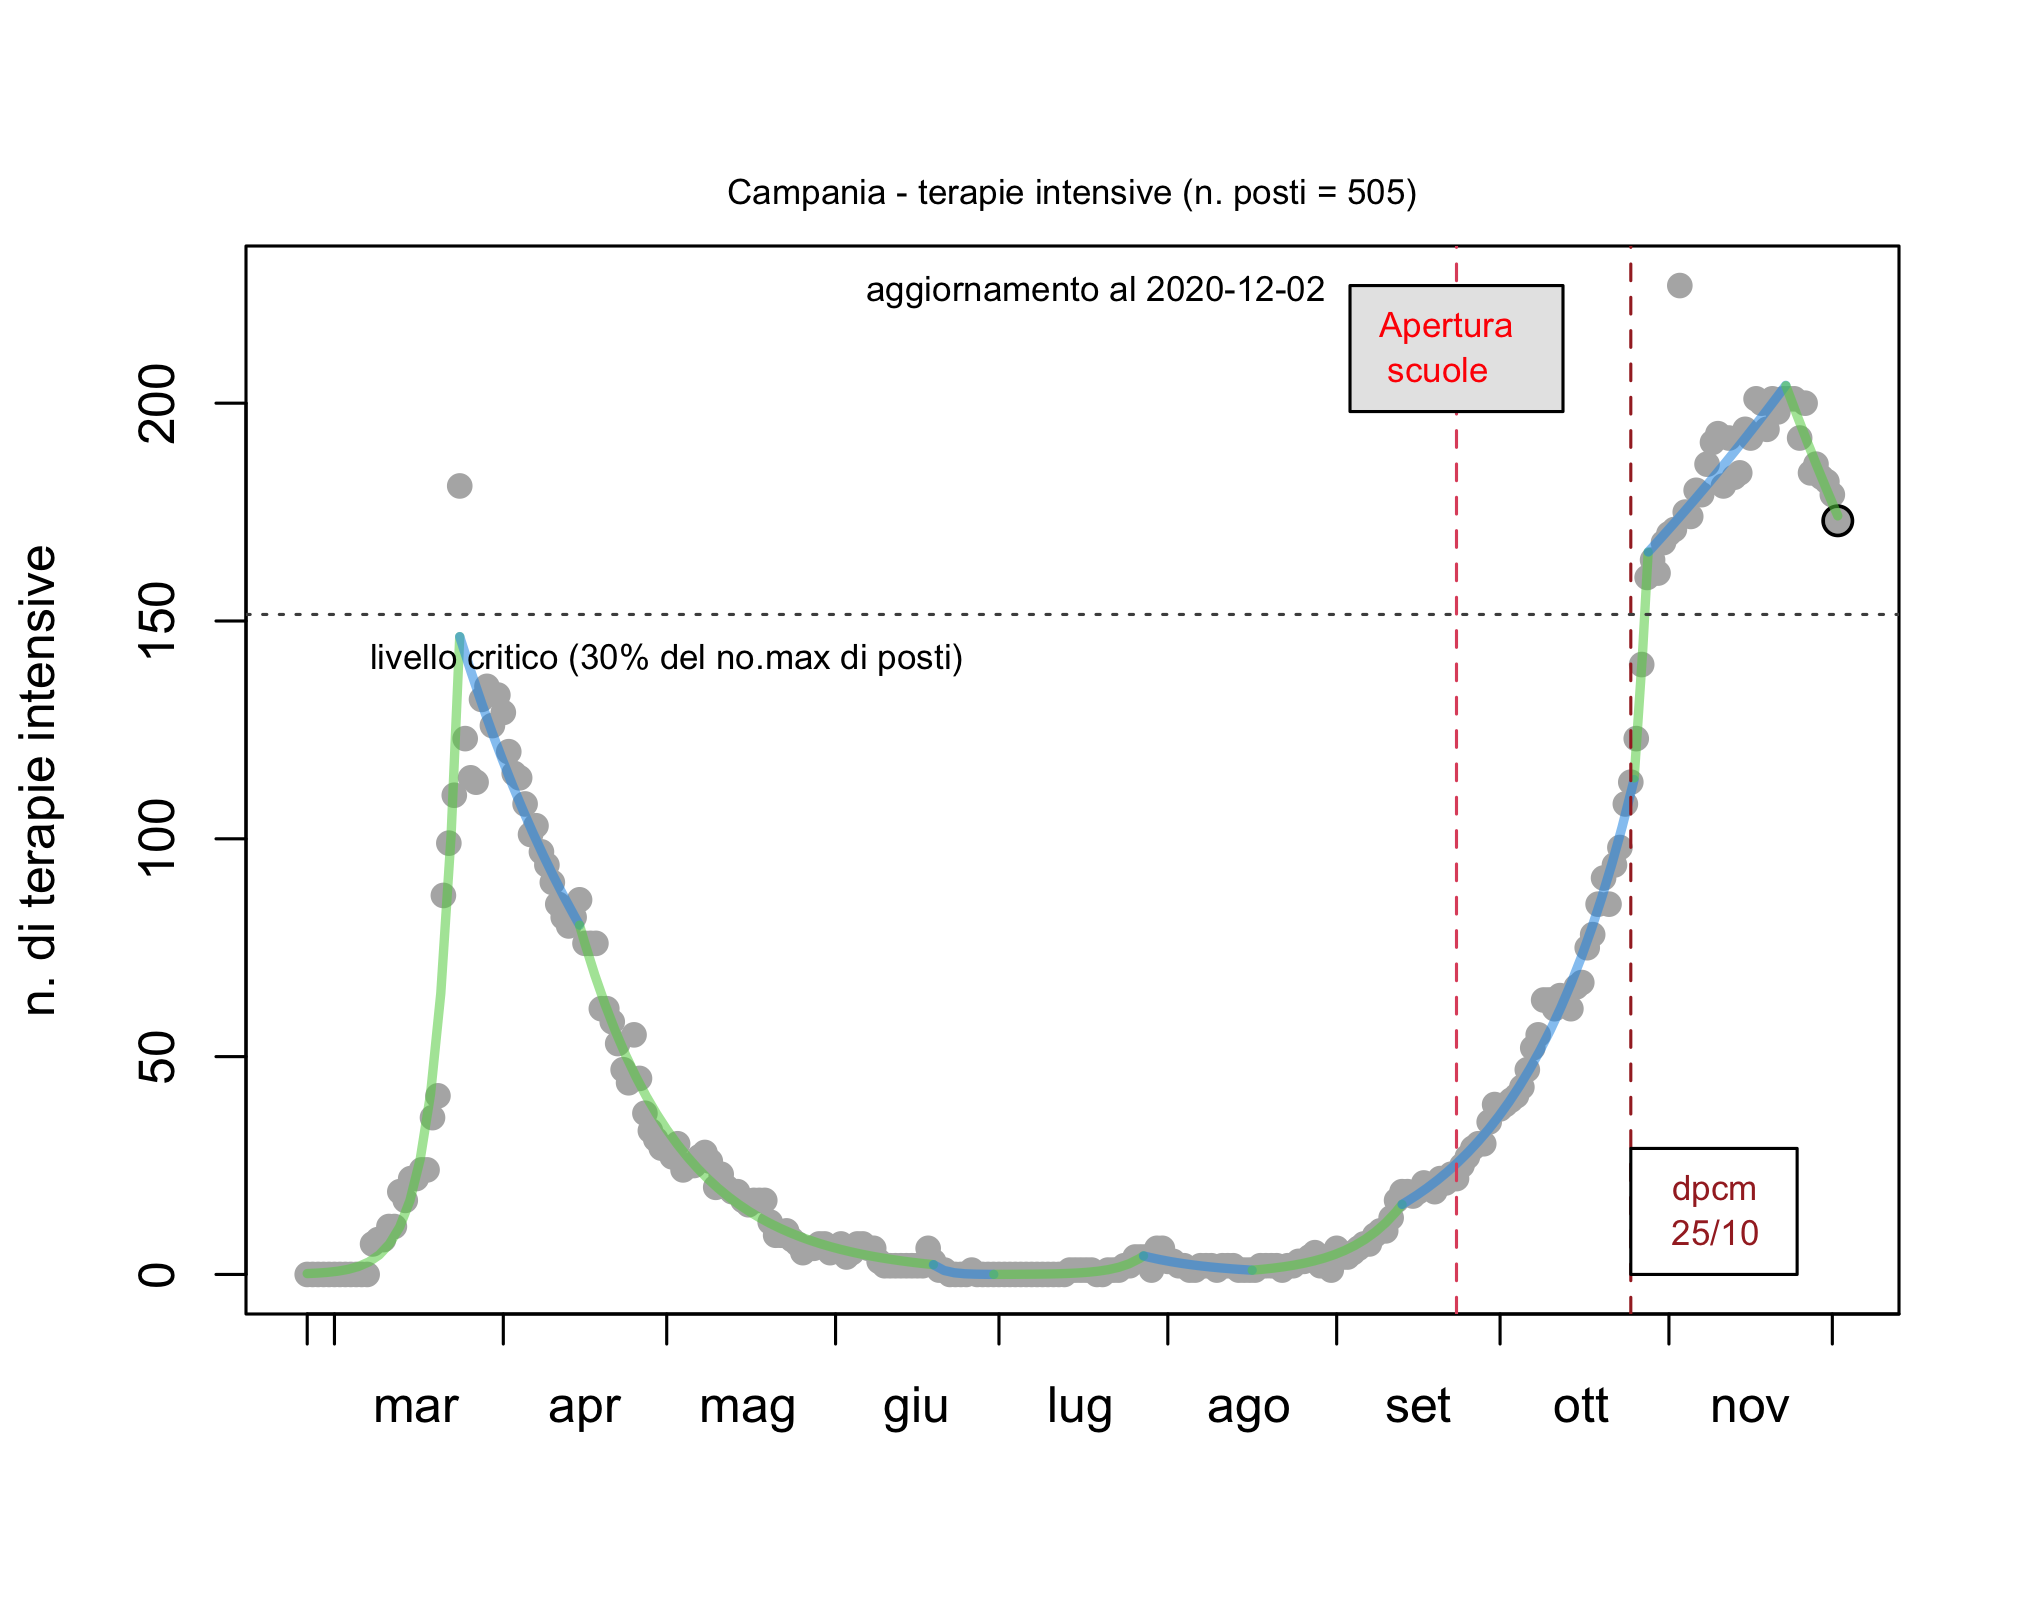 Campania - terapie intensive (n. posti = 505)
aggiornamento al 2020-12-02
Apertura
scuole
livello critico (30% del no.max di posti)
dpcm
25/10
n. di terapie intensive
200
150
100
50
0
mar apr mag giu lug ago set ott nov